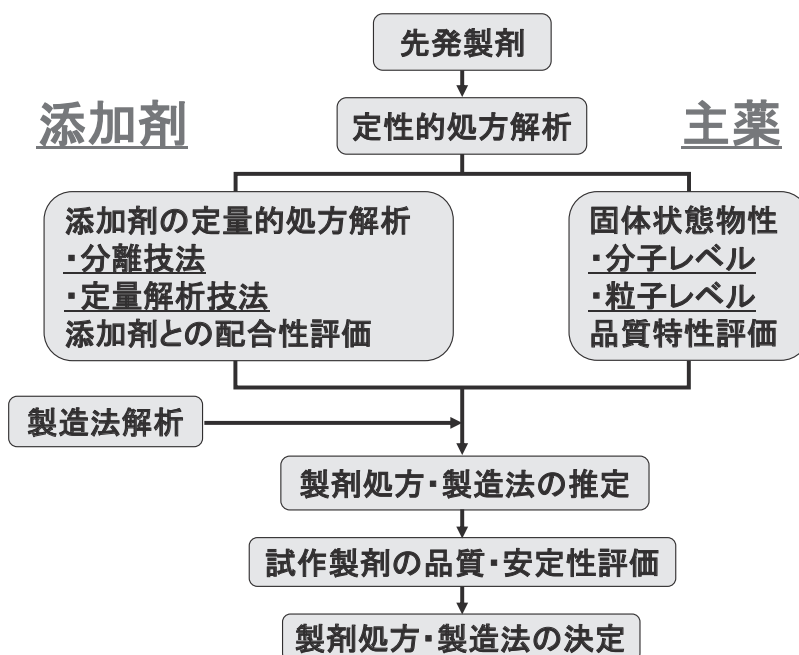 先発製剤
定性的処方解析
添加剤
主薬
添加剤の定量的処方解析
・分離技法
・定量解析技法
添加剤との配合性評価
固体状態物性
・分子レベル
・粒子レベル
品質特性評価
製造法解析
製剤処方・製造法の推定
試作製剤の品質・安定性評価
製剤処方・製造法の決定